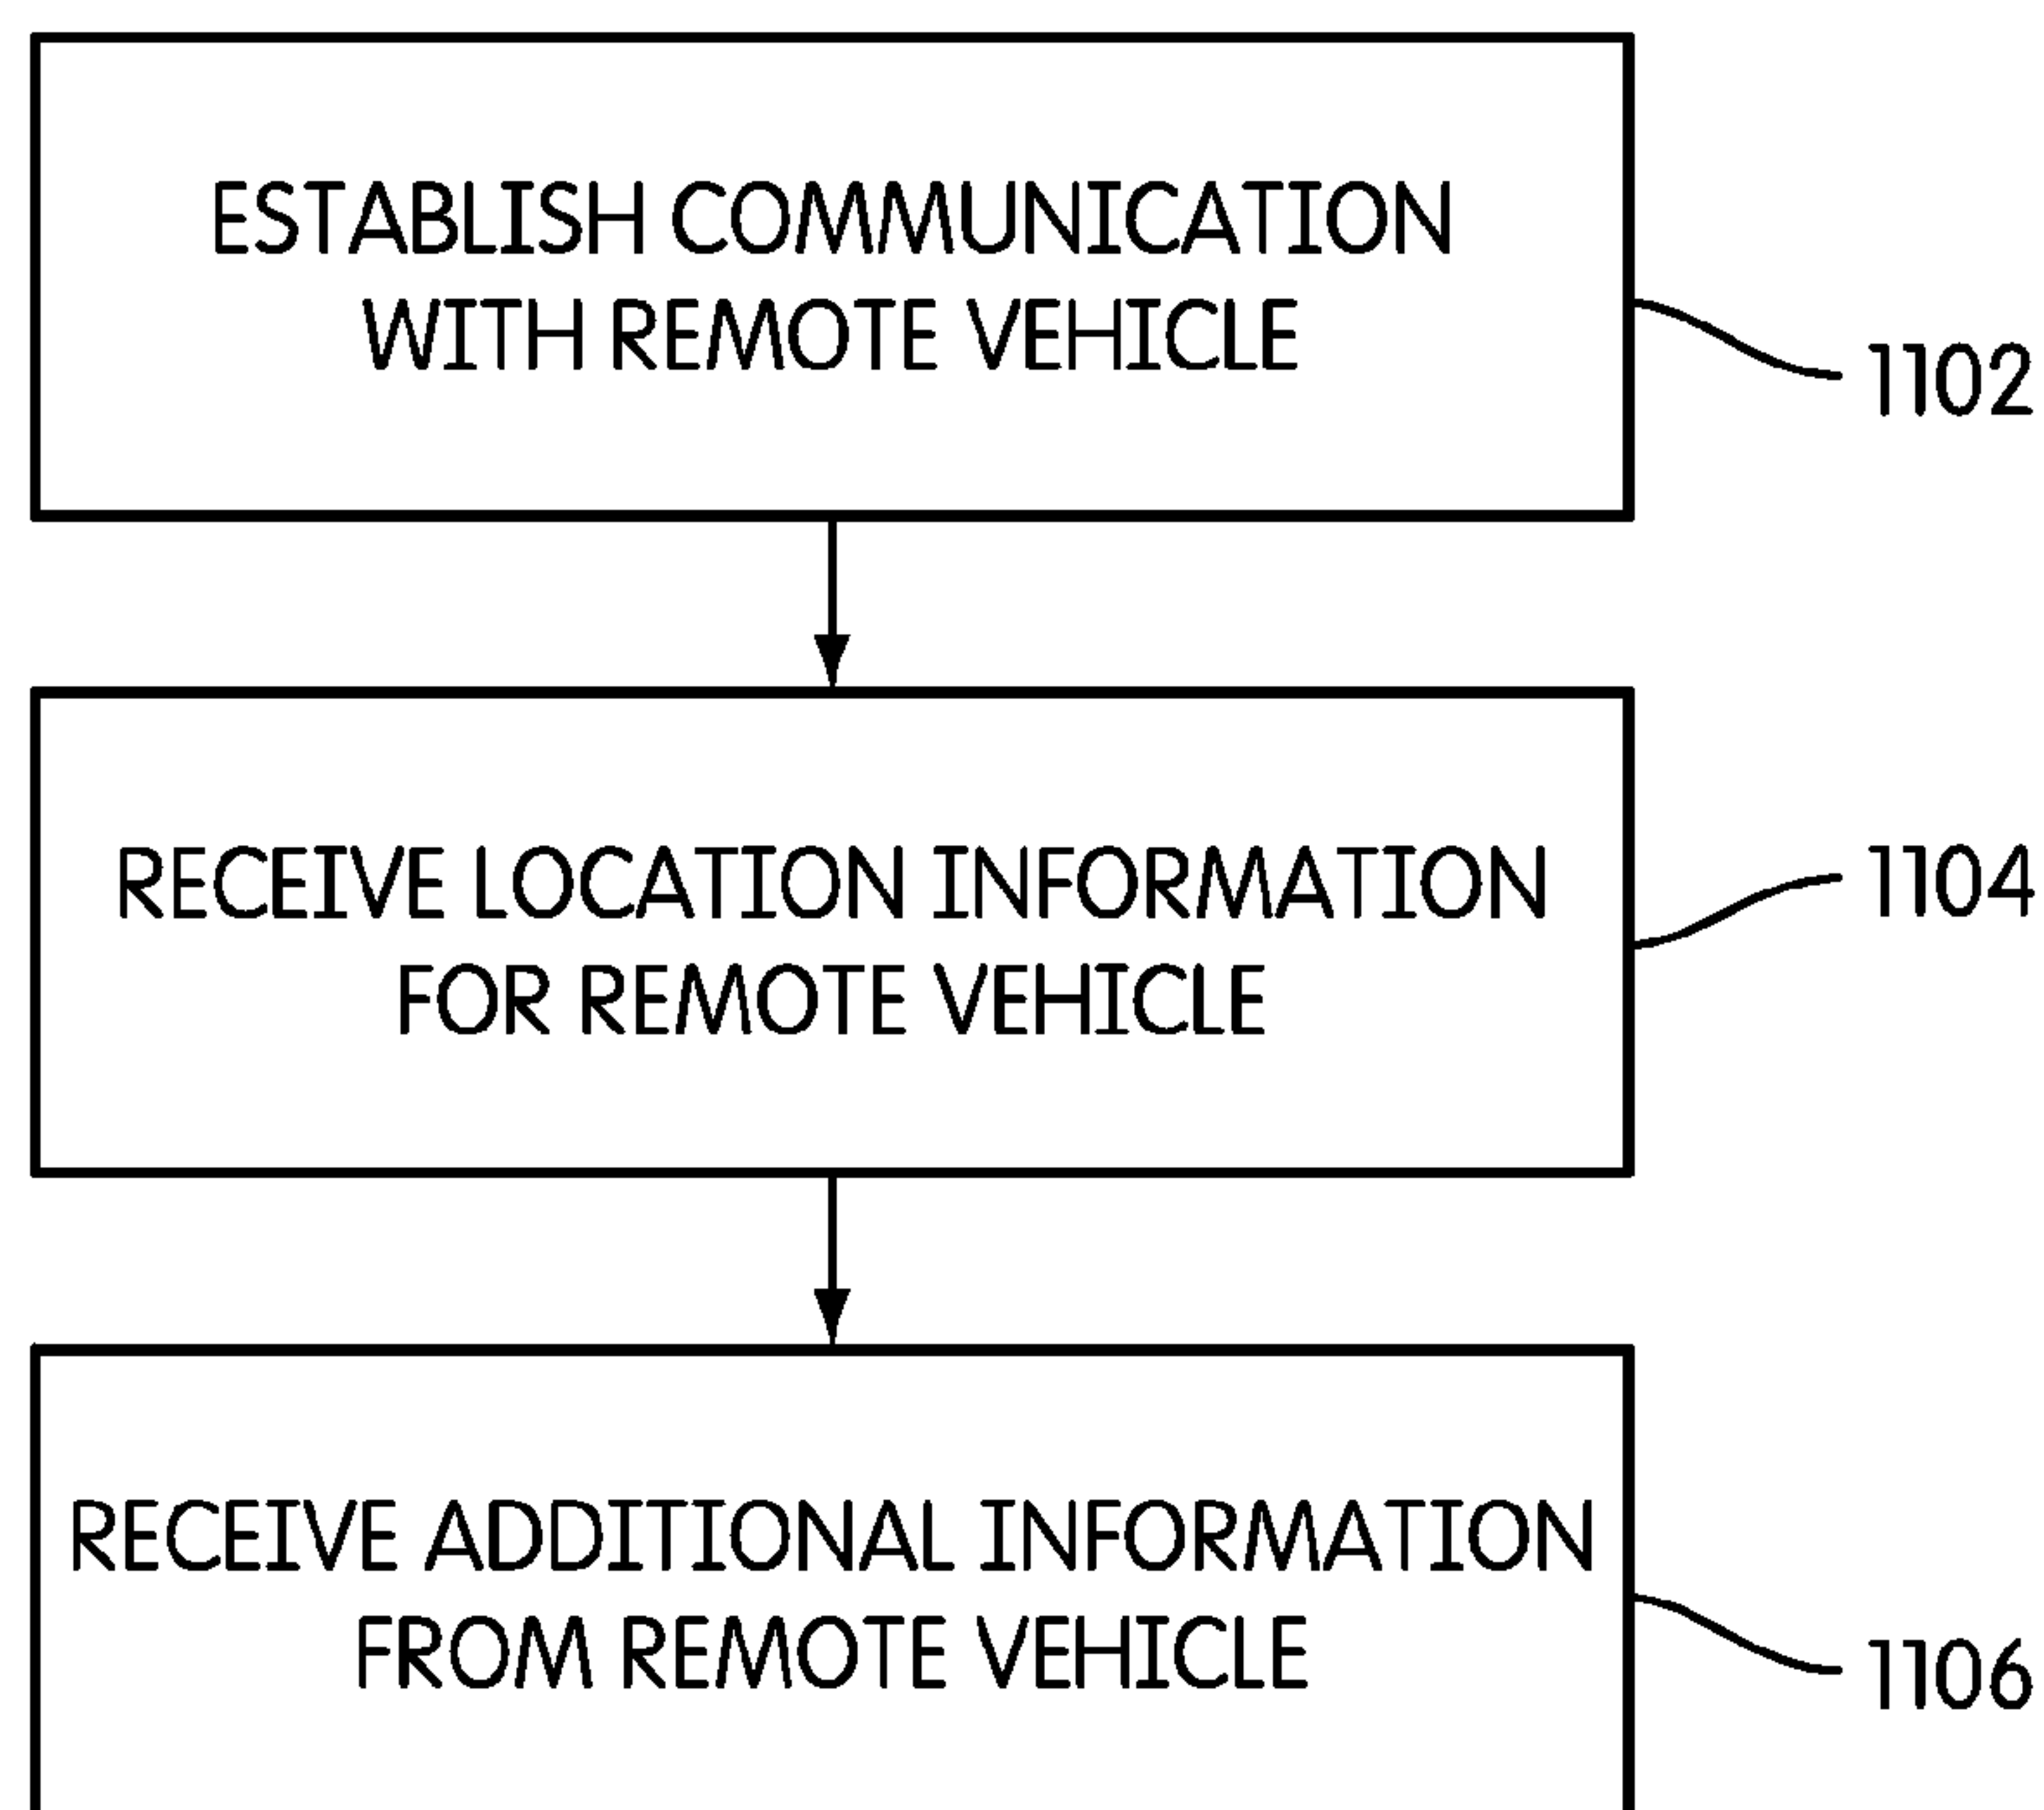 ESTABLISH COMMUNICATION
WITH REMOTE VEHICLE
1102
RECEIVE LOCATION INFORMATION
FOR REMOTE VEHICLE
1104
RECEIVE ADDITIONAL INFORMATION
FROM REMOTE VEHICLE
1106